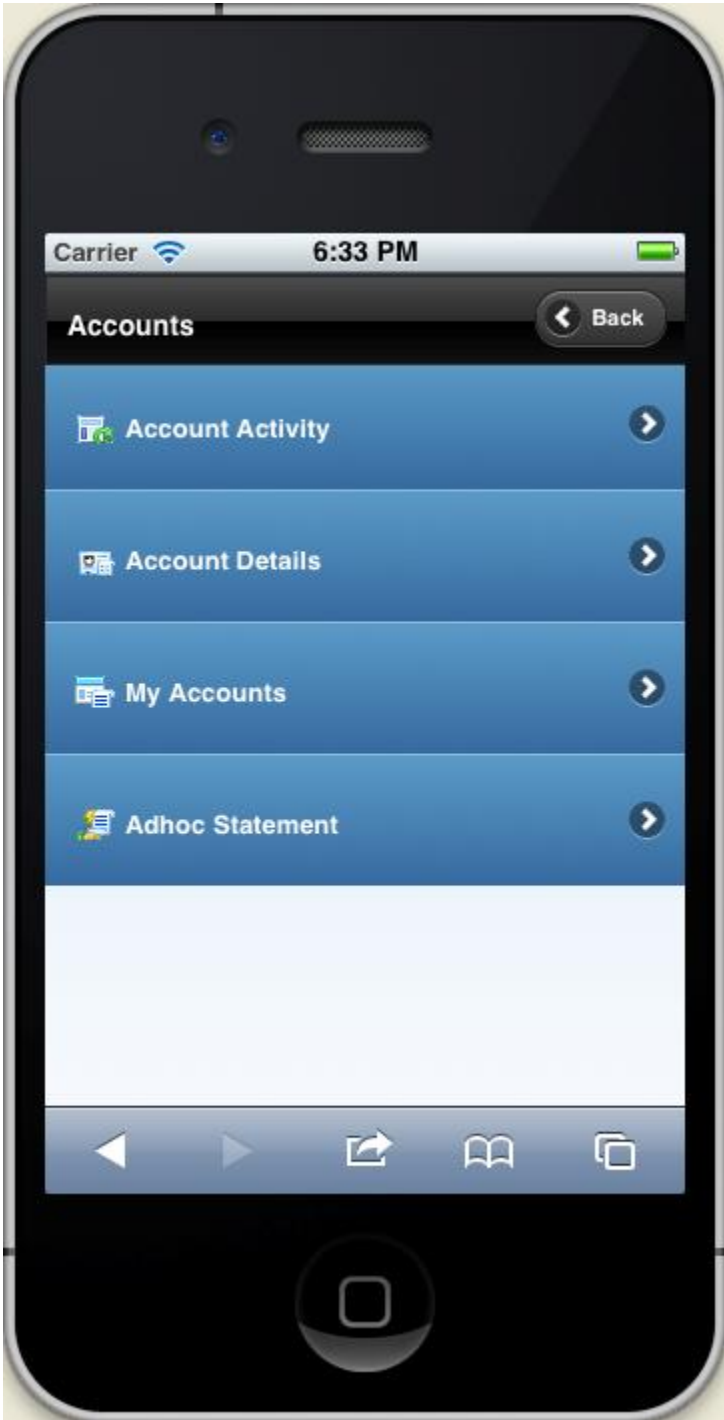 Carrier 6:33 PM
Accounts Back
Account Activity
Account Details
My Accounts
Adhoc Statement